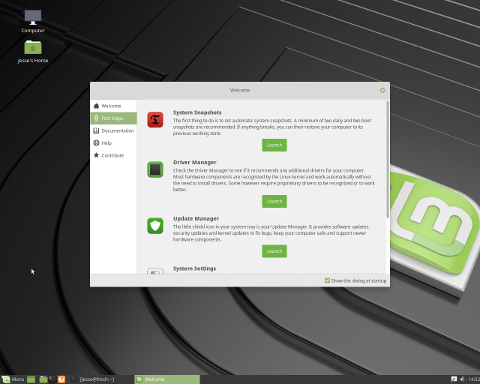 Computer
josse's Home
Welcome
Welcome
First Steps
Documentation
Help
Contribute
System Snapshots
The first thing to do is to set automatic system snapshots. A minimum of two daily and two boot
snapshots are recommended. If anything breaks, you can then restore your computer to its
previous working state.
Launch
Driver Manager
Check the Driver Manager to see if it recommends any additional drivers for your computer.
Most hardware components are recognized by the Linux kernel and work automatically without
the need to install drivers. Some however require proprietary drivers to be recognized or to work
better.
Launch
Update Manager
The little shield icon in your system tray is your Update Manager. It provides software updates,
security updates and kernel updates to fix bugs, keep your computer safe and support newer
hardware components.
Launch
System Settings
Show this dialog at startup
Menu
Welcome